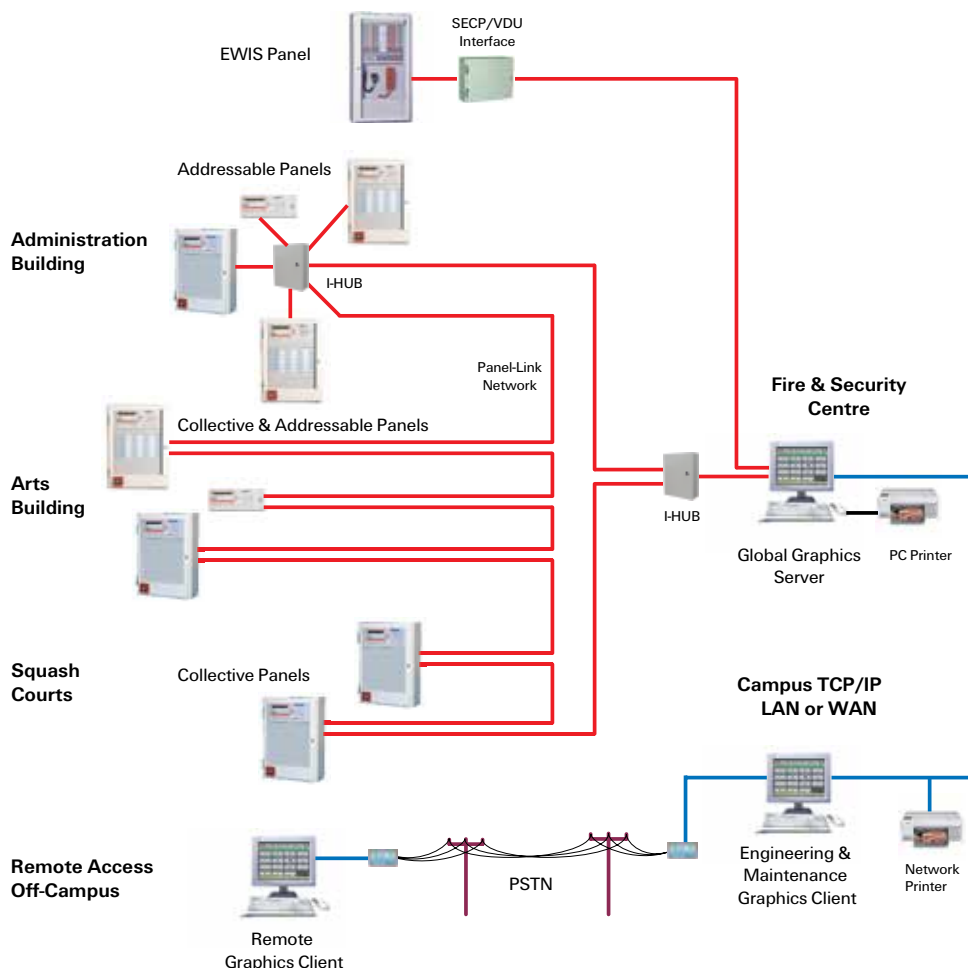 SECP/VDU
Interface
EWIS Panel
Addressable Panels
Administration
Building
I-HUB
Panel-Link
Network
Fire & Security
Centre
Collective & Addressable Panels
Arts
Building
I-HUB
Global Graphics
Server
PC Printer
Squash
Courts
Collective Panels
Campus TCP/IP
LAN or WAN
Remote Access
Off-Campus
PSTN
Engineering &
Maintenance
Graphics Client
Network
Printer
Remote
Graphics Client